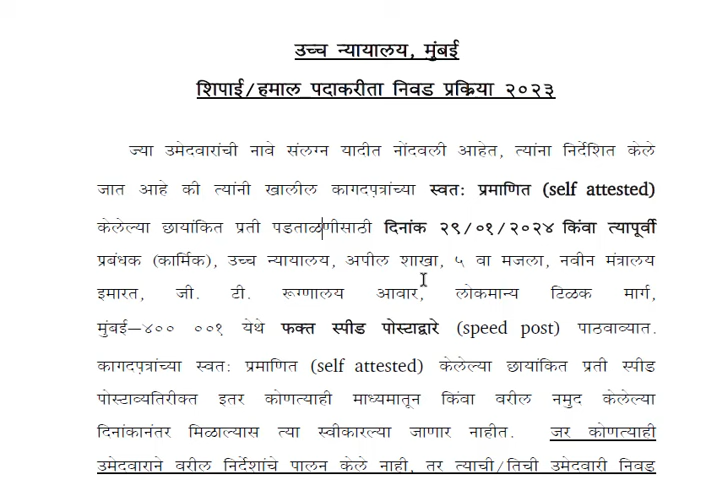 उच्च न्यायालय, मुंबई
शिपाई/हमाल पदाकरीता निवड प्रक्रिया २०२३
ज्या उमेदवारांची नावे संलग्न यादीत नोंदवली आहेत, त्यांना निर्देशित केले
जात आहे की त्यांनी खालील कागदपत्रांच्या स्वतः प्रमाणित (self attested)
केलेल्या छायांकित प्रती पडताळणीसाठी दिनांक २९/०१/२०२४ किंवा त्यापूर्वी
प्रबंधक (कार्मिक), उच्च न्यायालय, अपील शाखा, ५ वा मजला, नवीन मंत्रालय
इमारत, जी. टी. रूग्णालय आवार, लोकमान्य टिळक मार्ग,
मुंबई—४०० ००१ येथे फक्त स्पीड पोस्टाद्वारे (speed post) पाठवाव्यात.
कागदपत्रांच्या स्वतः प्रमाणित (self attested) केलेल्या छायांकित प्रती स्पीड
पोस्टाव्यतिरीक्त इतर कोणत्याही माध्यमातून किंवा वरील नमुद केलेल्या
दिनांकानंतर मिळाल्यास त्या स्वीकारल्या जाणार नाहीत. जर कोणत्याही
उमेदवाराने वरील निर्देशांचे पालन केले नाही, तर त्याची/तिची उमेदवारी निवड